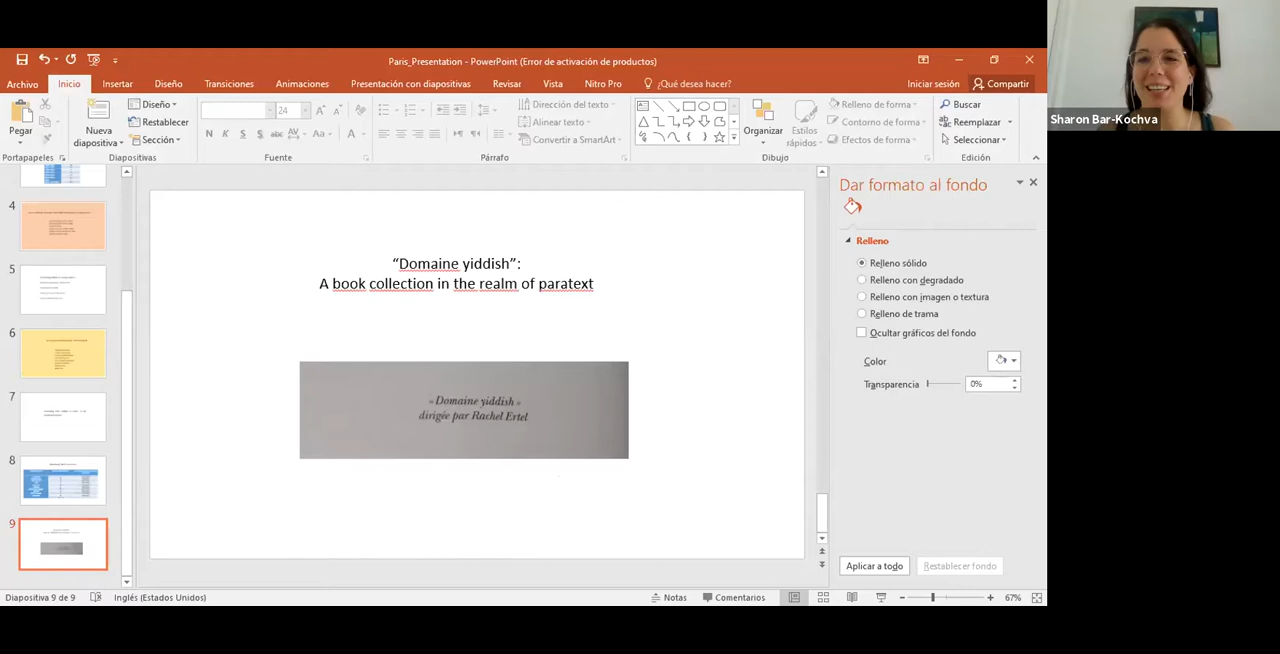 Paris_Presentation - PowerPoint (Error de activación de productos)
Archivo Inicio Insertar Diseño Transiciones Animaciones Presentación con diapositivas Revisar Vista Nitro Pro ¿Qué desea hacer? Iniciar sesión Compartir
Pegar
Portapapeles
Nueva diapositiva
Diseño
Restablecer
Sección
Diapositivas
24
N K S S abc AV Aa A
Fuente
Dirección del texto
Alinear texto
Convertir a SmartArt
Párrafo
Organizar
Estilos rápidos
Relleno de forma
Contorno de forma
Efectos de forma
Dibujo
Buscar
Reemplazar
Seleccionar
Edición
Sharon Bar-Kochva
4
5
6
7
8
9
“Domaine yiddish”:
A book collection in the realm of paratext
« Domaine yiddish »
dirigée par Rachel Ertel
Dar formato al fondo
Relleno
Relleno sólido
Relleno con degradado
Relleno con imagen o textura
Relleno de trama
Ocultar gráficos del fondo
Color
Transparencia 0%
Aplicar a todo Restablecer fondo
Diapositiva 9 de 9 Inglés (Estados Unidos) Notas Comentarios 67%